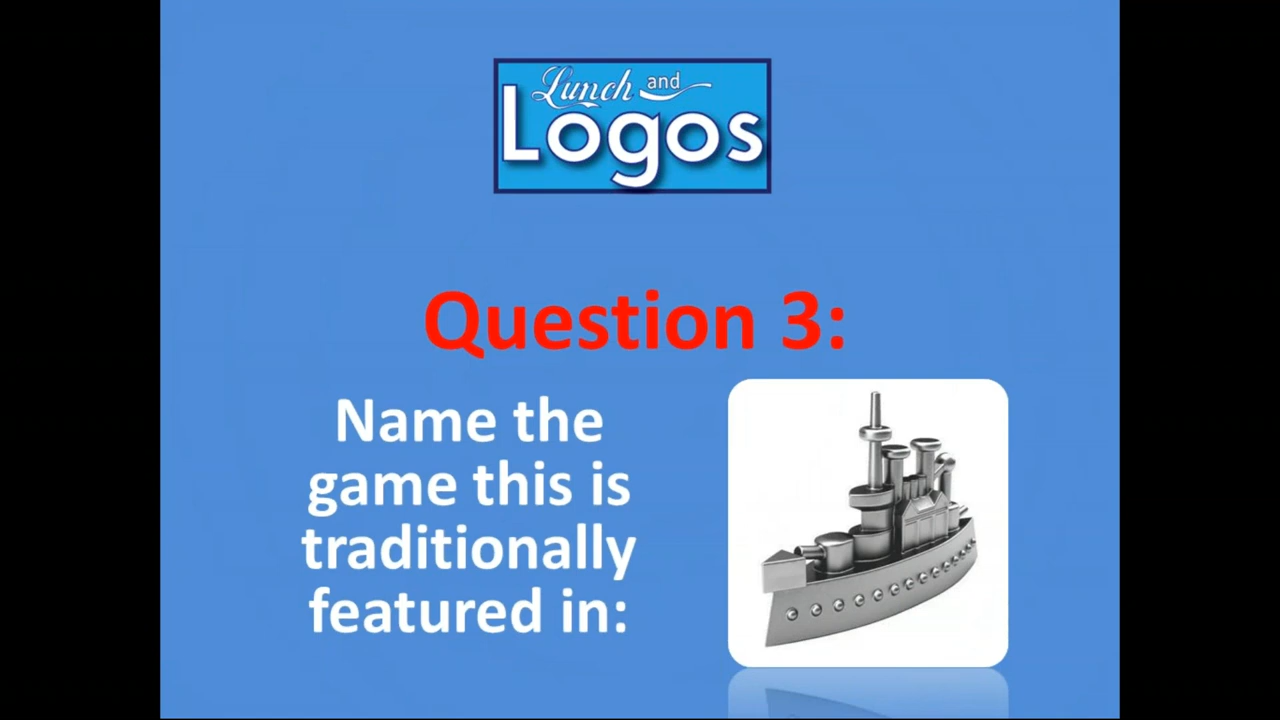 Lunch and
Logos
Question 3:
Name the
game this is
traditionally
featured in: